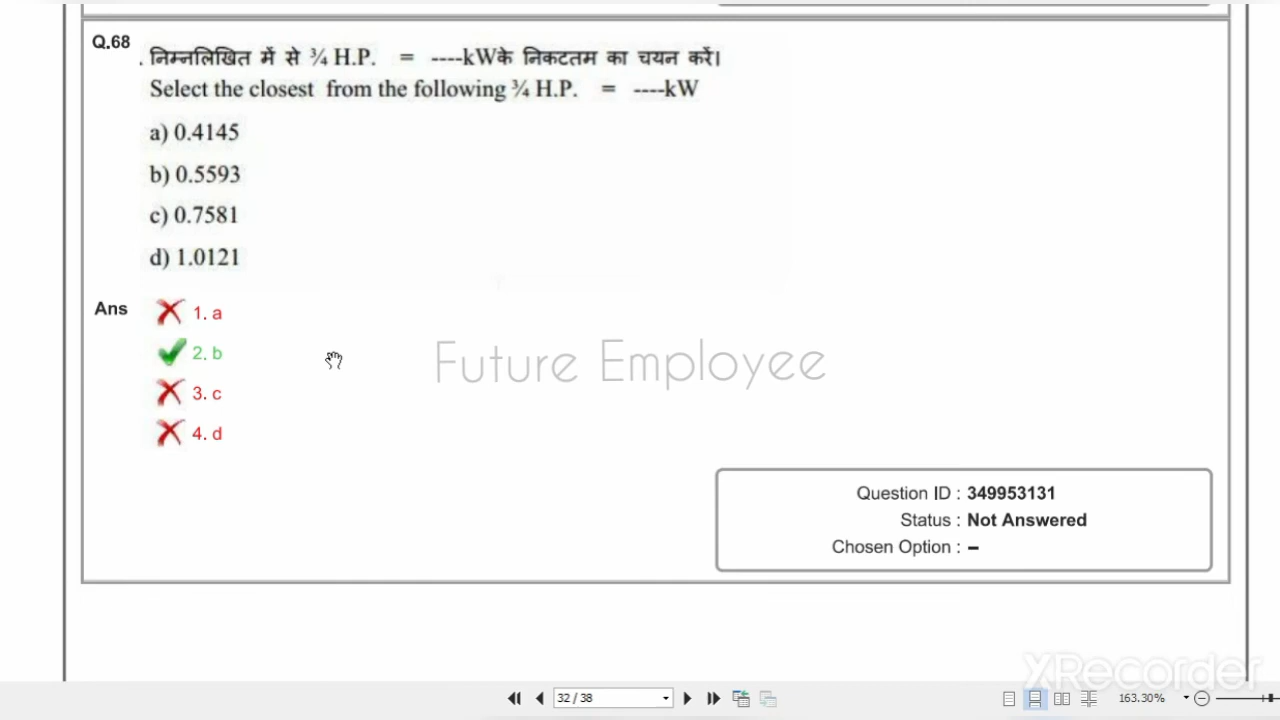 Q.68
. निम्नलिखित में से ¾ H.P. = ----kWके निकटतम का चयन करें।
Select the closest from the following ¾ H.P. = ----kW
a) 0.4145
b) 0.5593
c) 0.7581
d) 1.0121
Ans
1. a
2. b
3. c
4. d
Future Employee
Question ID : 349953131
Status : Not Answered
Chosen Option : --
XRecorder
32 / 38
163.30%